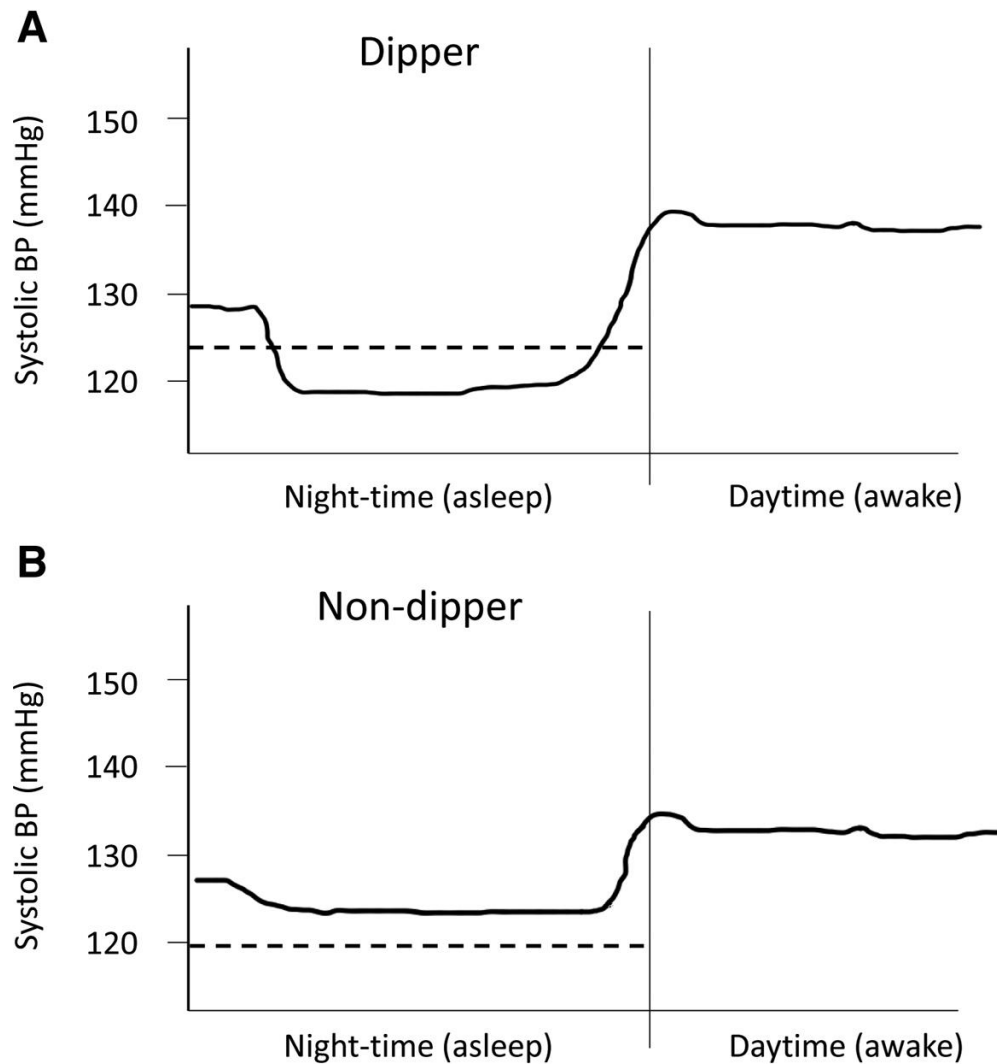 A
Dipper
Systolic BP (mmHg)
150
140
130
120
Night-time (asleep)
Daytime (awake)
B
Non-dipper
Systolic BP (mmHg)
150
140
130
120
Night-time (asleep)
Daytime (awake)